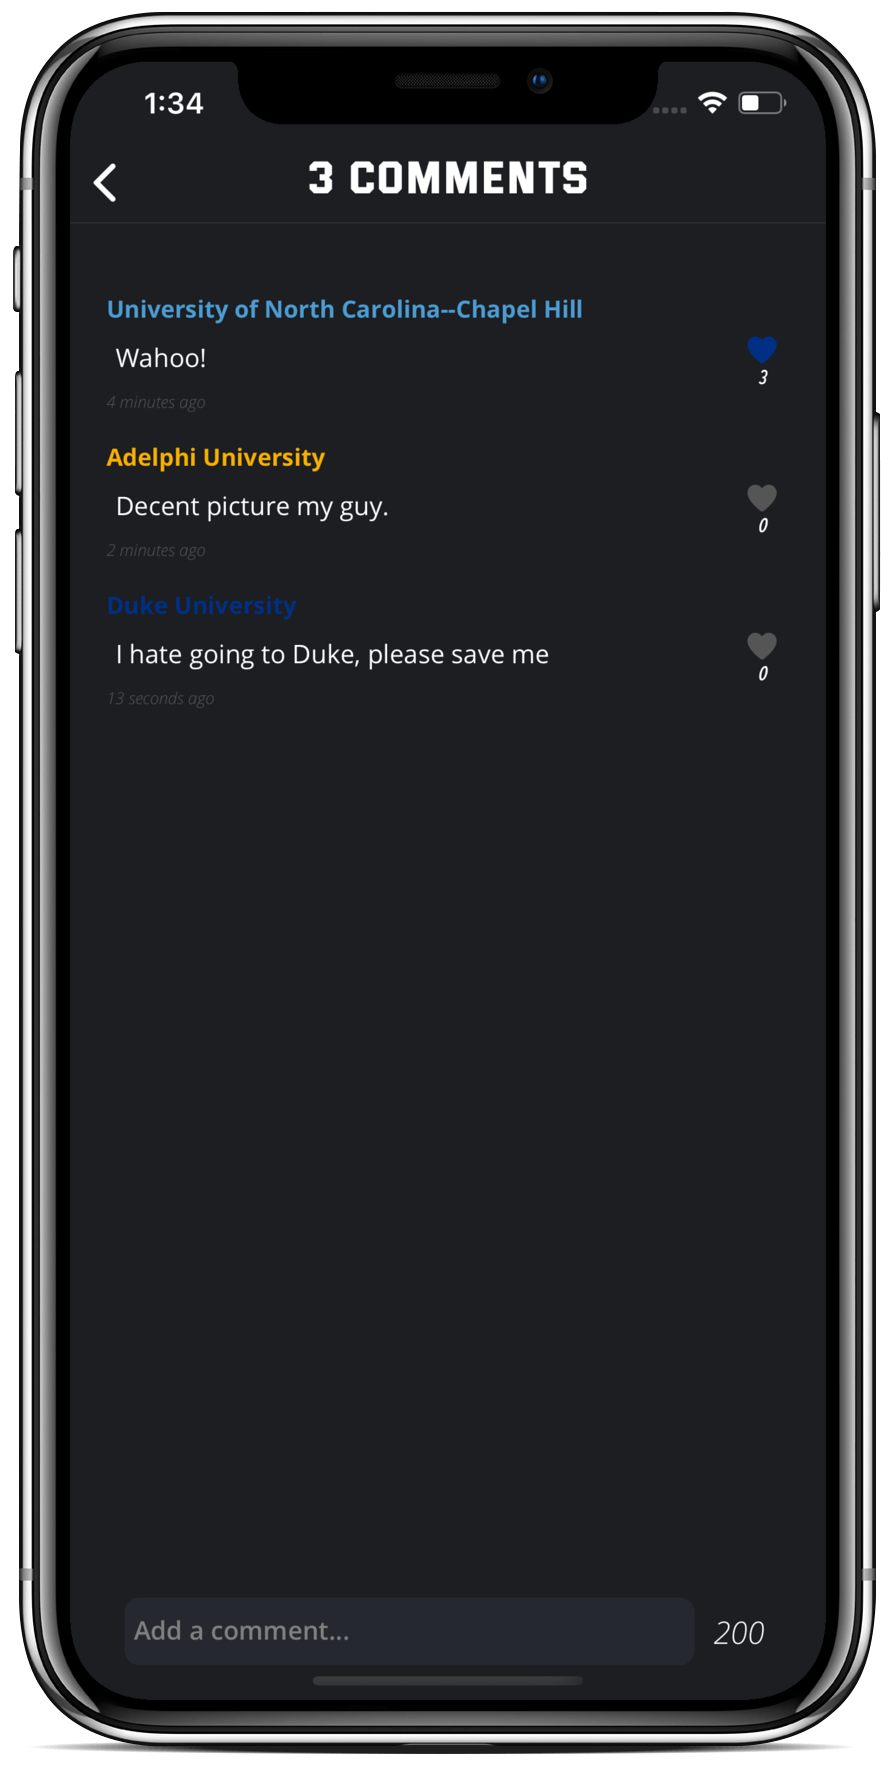 1:34
3 COMMENTS
University of North Carolina--Chapel Hill
Wahoo!
3
4 minutes ago
Adelphi University
Decent picture my guy.
0
2 minutes ago
Duke University
I hate going to Duke, please save me
0
13 seconds ago
Add a comment...
200